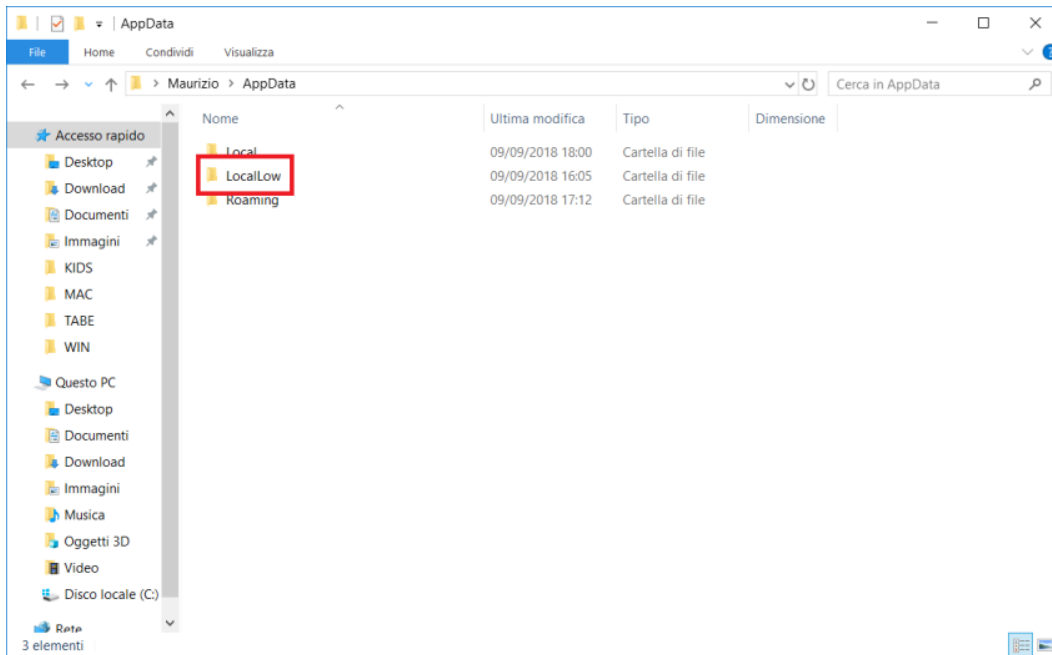 AppData
File Home Condividi Visualizza
Maurizio > AppData
Cerca in AppData
Nome Ultima modifica Tipo Dimensione
Accesso rapido
Desktop
Download
Documenti
Immagini
KIDS
MAC
TABE
WIN
Questo PC
Desktop
Documenti
Download
Immagini
Musica
Oggetti 3D
Video
Disco locale (C:)
Rete
Local 09/09/2018 18:00 Cartella di file
LocalLow 09/09/2018 16:05 Cartella di file
Roaming 09/09/2018 17:12 Cartella di file
3 elementi